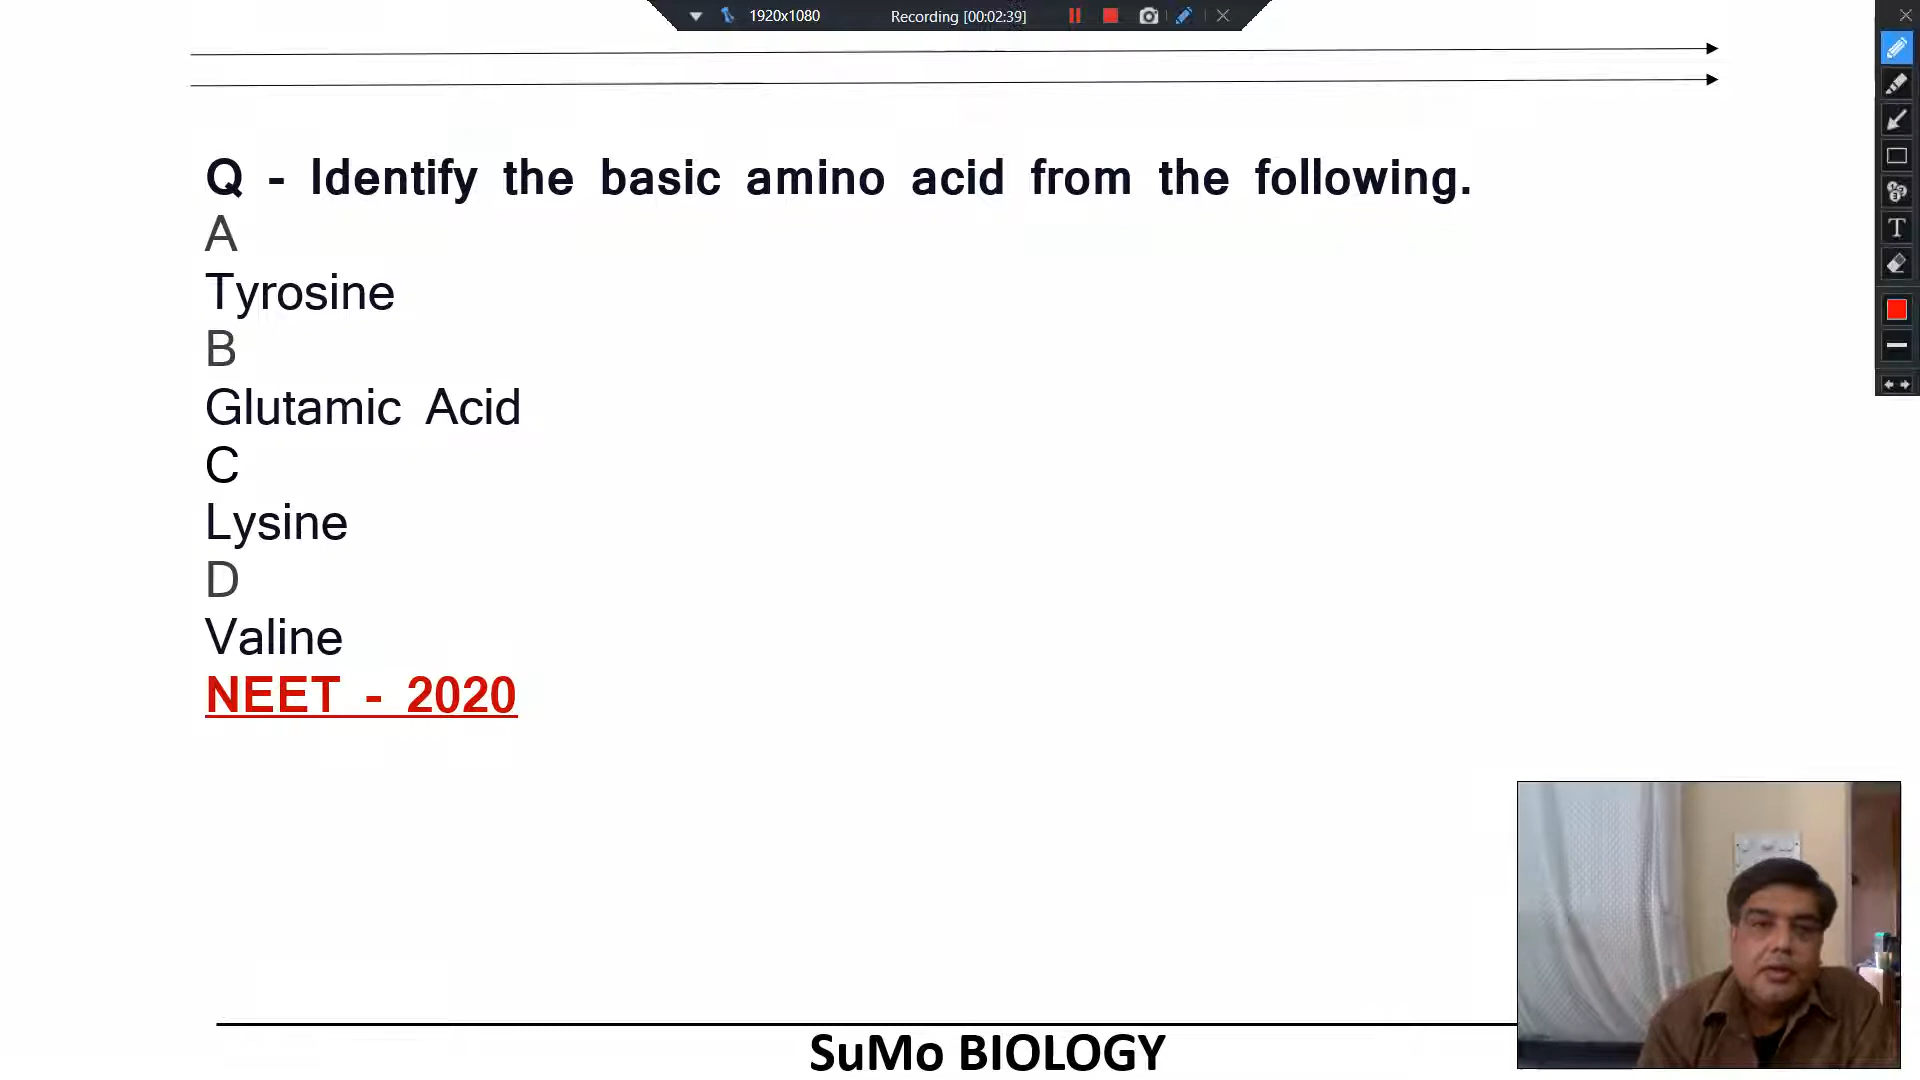 1920x1080 Recording [00:02:39]
Q - Identify the basic amino acid from the following.
A
Tyrosine
B
Glutamic Acid
C
Lysine
D
Valine
NEET - 2020
SuMo BIOLOGY